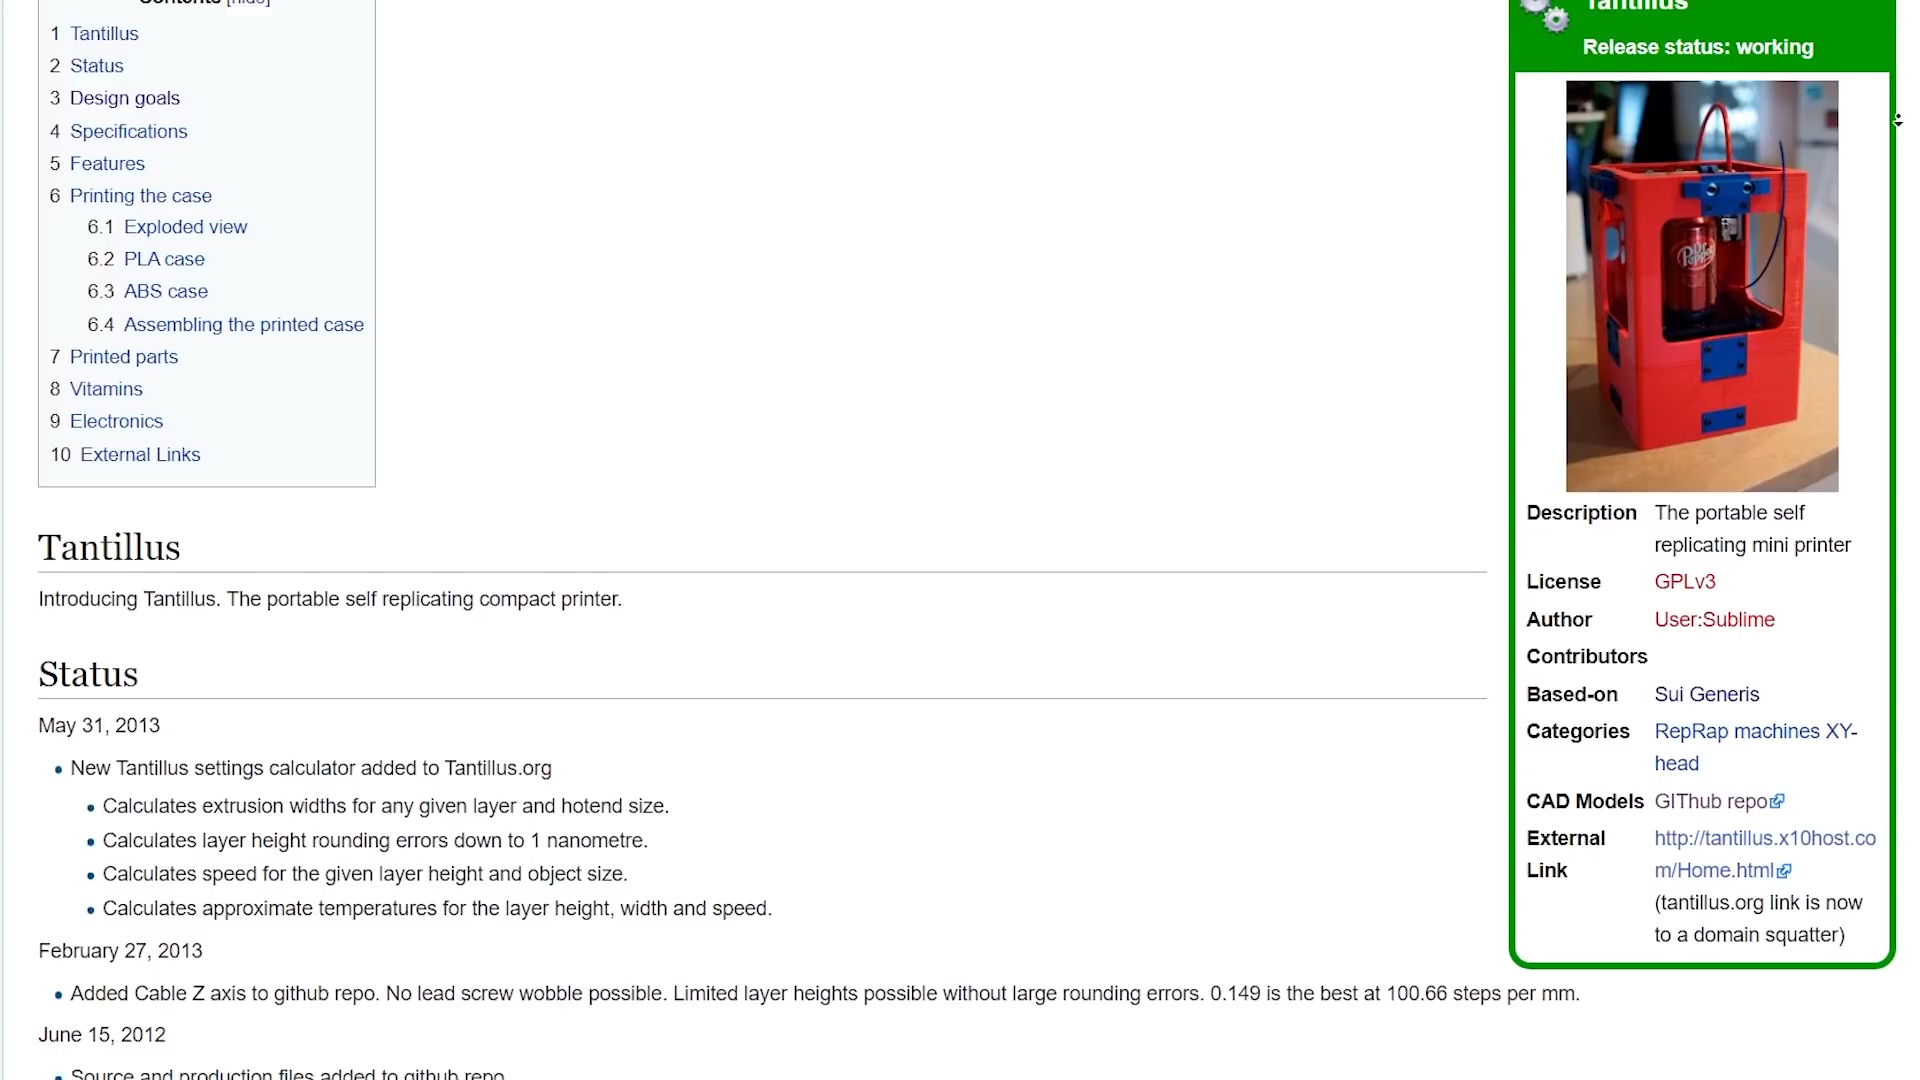 Contents [hide]
1 Tantillus
2 Status
3 Design goals
4 Specifications
5 Features
6 Printing the case
6.1 Exploded view
6.2 PLA case
6.3 ABS case
6.4 Assembling the printed case
7 Printed parts
8 Vitamins
9 Electronics
10 External Links
Tantillus
Introducing Tantillus. The portable self replicating compact printer.
Status
May 31, 2013
New Tantillus settings calculator added to Tantillus.org
Calculates extrusion widths for any given layer and hotend size.
Calculates layer height rounding errors down to 1 nanometre.
Calculates speed for the given layer height and object size.
Calculates approximate temperatures for the layer height, width and speed.
February 27, 2013
Added Cable Z axis to github repo. No lead screw wobble possible. Limited layer heights possible without large rounding errors. 0.149 is the best at 100.66 steps per mm.
June 15, 2012
Source and production files added to github repo
Tantillus
Release status: working
Dr
Pepper
Description The portable self
replicating mini printer
License GPLv3
Author User:Sublime
Contributors
Based-on Sui Generis
Categories RepRap machines XY-
head
CAD Models GIThub repo
External http://tantillus.x10host.co
Link m/Home.html
(tantillus.org link is now
to a domain squatter)